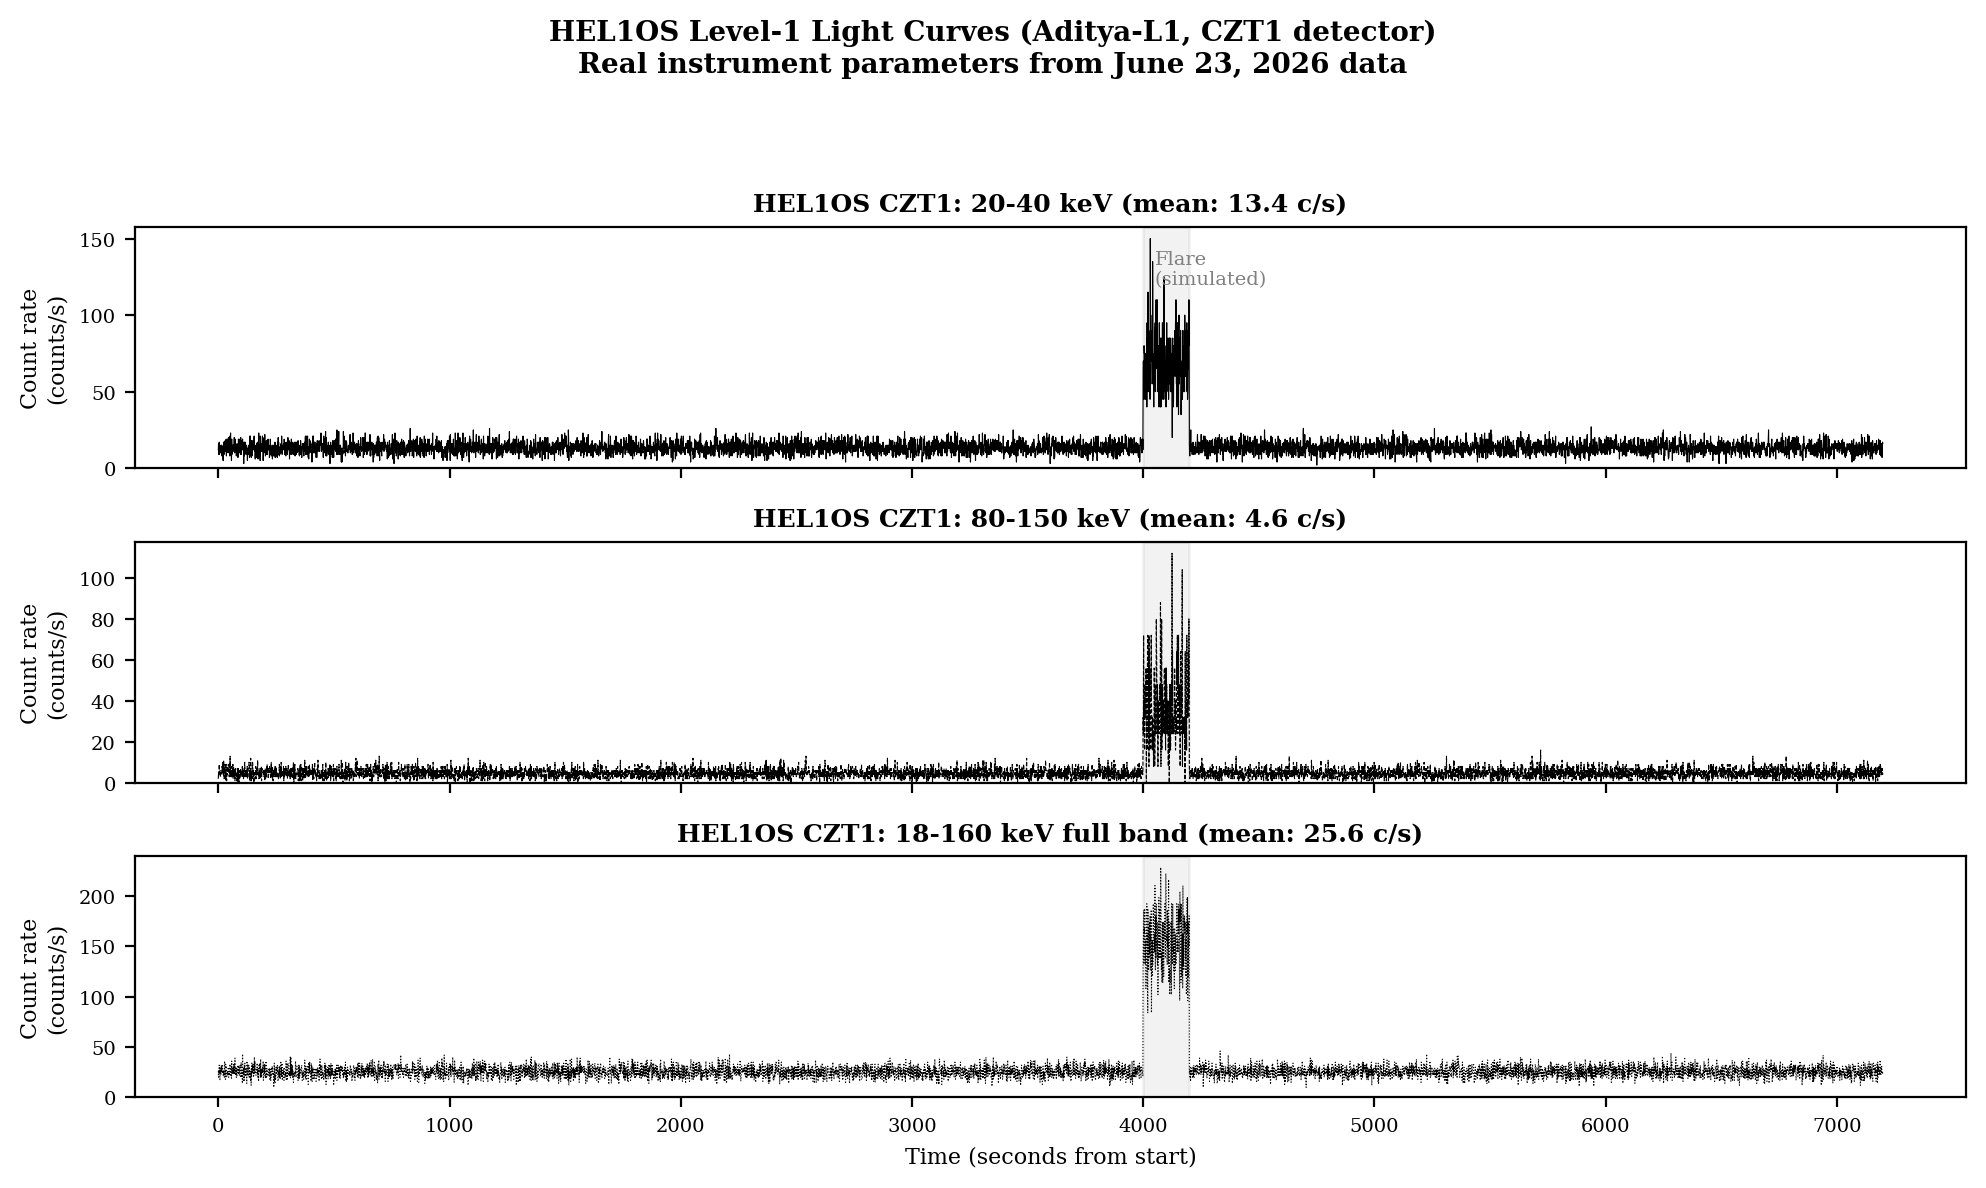 HEL1OS Level-1 Light Curves (Aditya-L1, CZT1 detector)
Real instrument parameters from June 23, 2026 data
HEL1OS CZT1: 20-40 keV (mean: 13.4 c/s)
Count rate
(counts/s)
150
100
50
0
Flare
(simulated)
HEL1OS CZT1: 80-150 keV (mean: 4.6 c/s)
Count rate
(counts/s)
100
80
60
40
20
0
HEL1OS CZT1: 18-160 keV full band (mean: 25.6 c/s)
Count rate
(counts/s)
200
150
100
50
0
0 1000 2000 3000 4000 5000 6000 7000
Time (seconds from start)